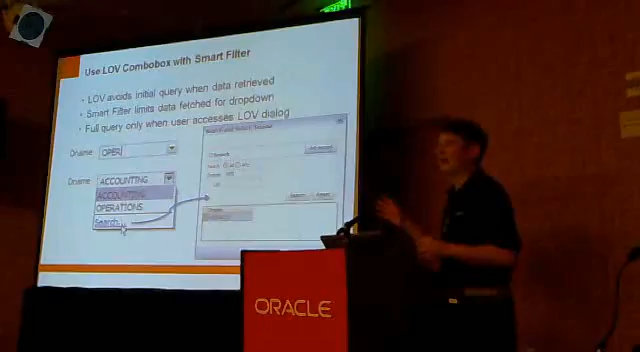 Use LOV Combobox with Smart Filter
• LOV avoids initial query when data retrieved
• Smart Filter limits data fetched for dropdown
• Full query only when user accesses LOV dialog
Dname OPER
Dname ACCOUNTING
ACCOUNTING
OPERATIONS
Search...
ORACLE